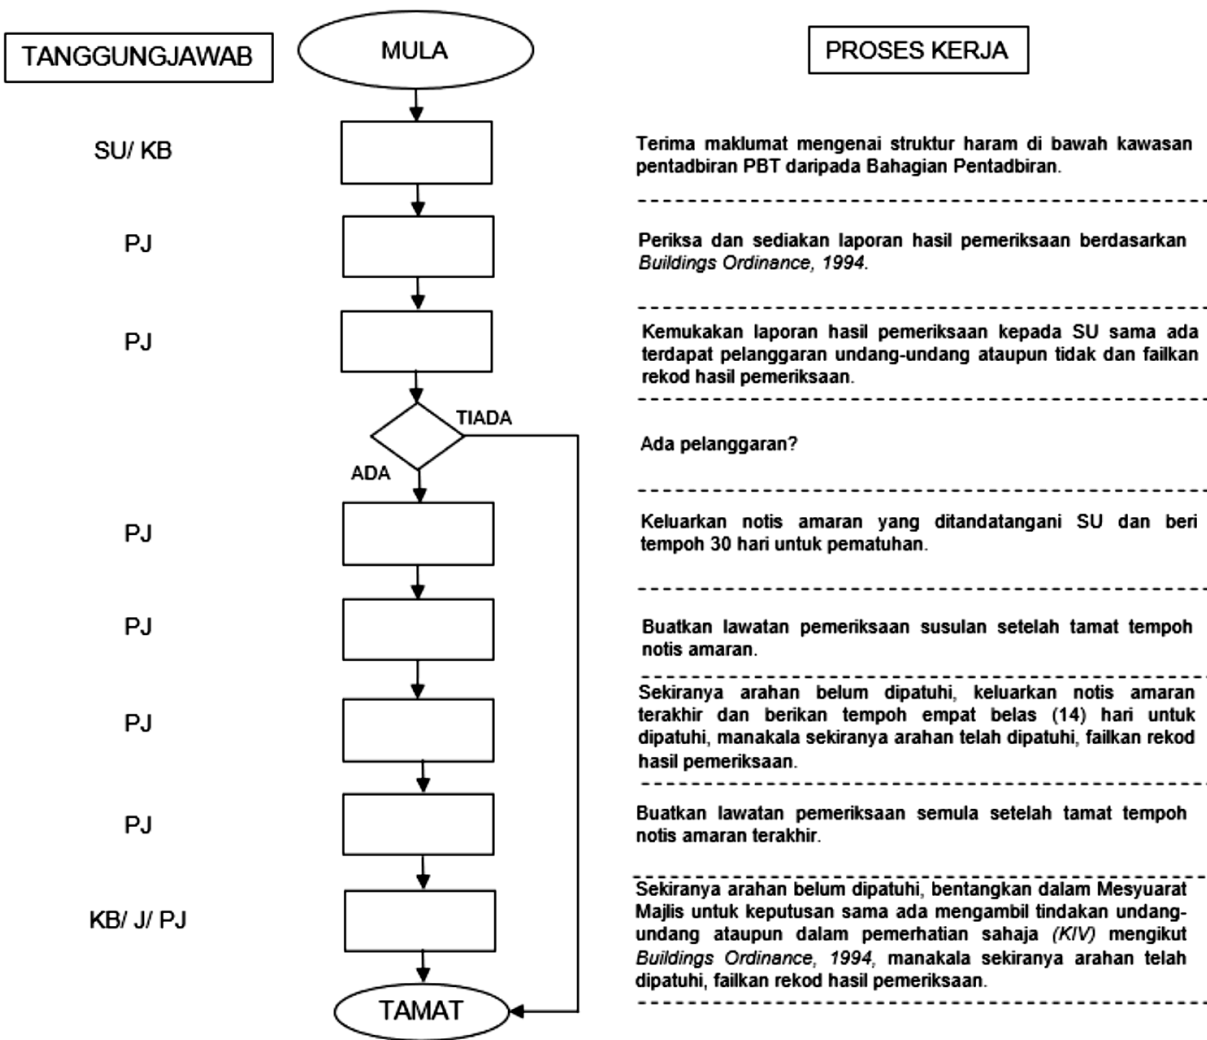 TANGGUNGJAWAB
MULA
PROSES KERJA
SU/ KB
Terima maklumat mengenai struktur haram di bawah kawasan
pentadbiran PBT daripada Bahagian Pentadbiran.
PJ
Periksa dan sediakan laporan hasil pemeriksaan berdasarkan
Buildings Ordinance, 1994.
PJ
Kemukakan laporan hasil pemeriksaan kepada SU sama ada
terdapat pelanggaran undang-undang ataupun tidak dan failkan
rekod hasil pemeriksaan.
TIADA
ADA
Ada pelanggaran?
PJ
Keluarkan notis amaran yang ditandatangani SU dan beri
tempoh 30 hari untuk pematuhan.
PJ
Buatkan lawatan pemeriksaan susulan setelah tamat tempoh
notis amaran.
PJ
Sekiranya arahan belum dipatuhi, keluarkan notis amaran
terakhir dan berikan tempoh empat belas (14) hari untuk
dipatuhi, manakala sekiranya arahan telah dipatuhi, failkan rekod
hasil pemeriksaan.
PJ
Buatkan lawatan pemeriksaan semula setelah tamat tempoh
notis amaran terakhir.
KB/ J/ PJ
Sekiranya arahan belum dipatuhi, bentangkan dalam Mesyuarat
Majlis untuk keputusan sama ada mengambil tindakan undang-
undang ataupun dalam pemerhatian sahaja (KIV) mengikut
Buildings Ordinance, 1994, manakala sekiranya arahan telah
dipatuhi, failkan rekod hasil pemeriksaan.
TAMAT